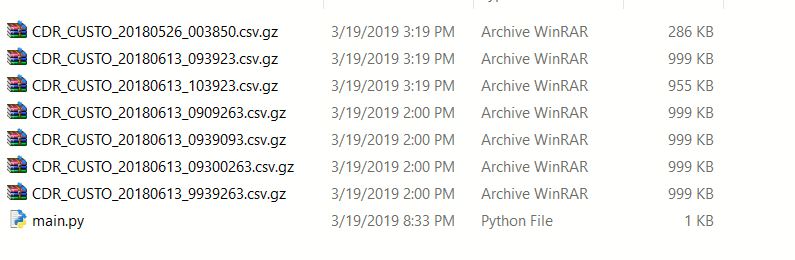 CDR_CUSTO_20180526_003850.csv.gz 3/19/2019 3:19 PM Archive WinRAR 286 KB
CDR_CUSTO_20180613_093923.csv.gz 3/19/2019 3:19 PM Archive WinRAR 999 KB
CDR_CUSTO_20180613_103923.csv.gz 3/19/2019 3:19 PM Archive WinRAR 955 KB
CDR_CUSTO_20180613_0909263.csv.gz 3/19/2019 2:00 PM Archive WinRAR 999 KB
CDR_CUSTO_20180613_0939093.csv.gz 3/19/2019 2:00 PM Archive WinRAR 999 KB
CDR_CUSTO_20180613_09300263.csv.gz 3/19/2019 2:00 PM Archive WinRAR 999 KB
CDR_CUSTO_20180613_9939263.csv.gz 3/19/2019 2:00 PM Archive WinRAR 999 KB
main.py 3/19/2019 8:33 PM Python File 1 KB